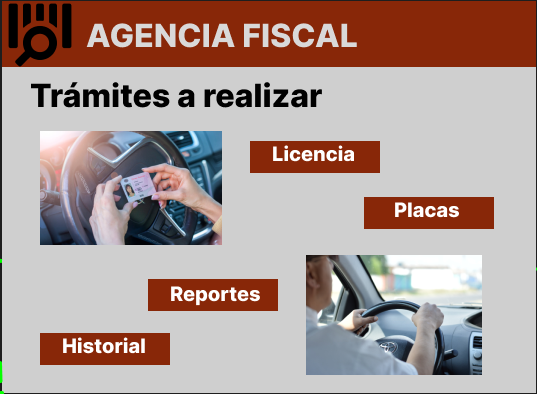 AGENCIA FISCAL
Trámites a realizar
Licencia
Placas
Reportes
Historial